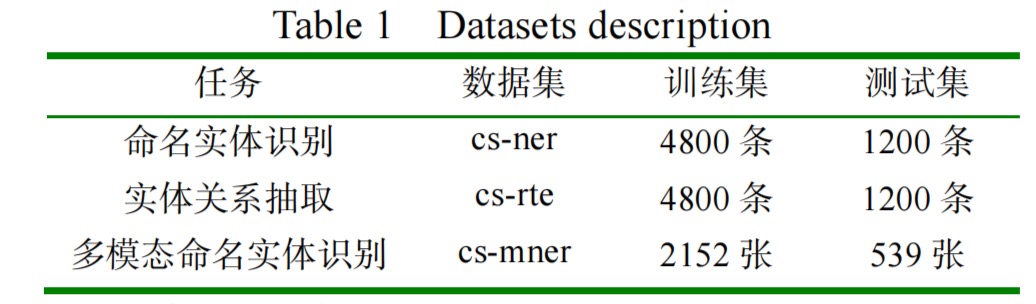 Table 1 Datasets description
任务 数据集 训练集 测试集
命名实体识别 cs-ner 4800 条 1200 条
实体关系抽取 cs-rte 4800 条 1200 条
多模态命名实体识别 cs-mner 2152 张 539 张